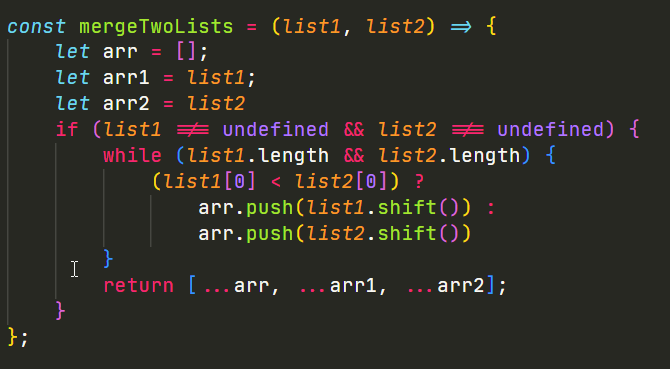 const mergeTwoLists = (list1, list2) => {
let arr = [];
let arr1 = list1;
let arr2 = list2
if (list1 !== undefined && list2 !== undefined) {
while (list1.length && list2.length) {
(list1[0] < list2[0]) ?
arr.push(list1.shift()) :
arr.push(list2.shift())
}
return [...arr, ...arr1, ...arr2];
}
};